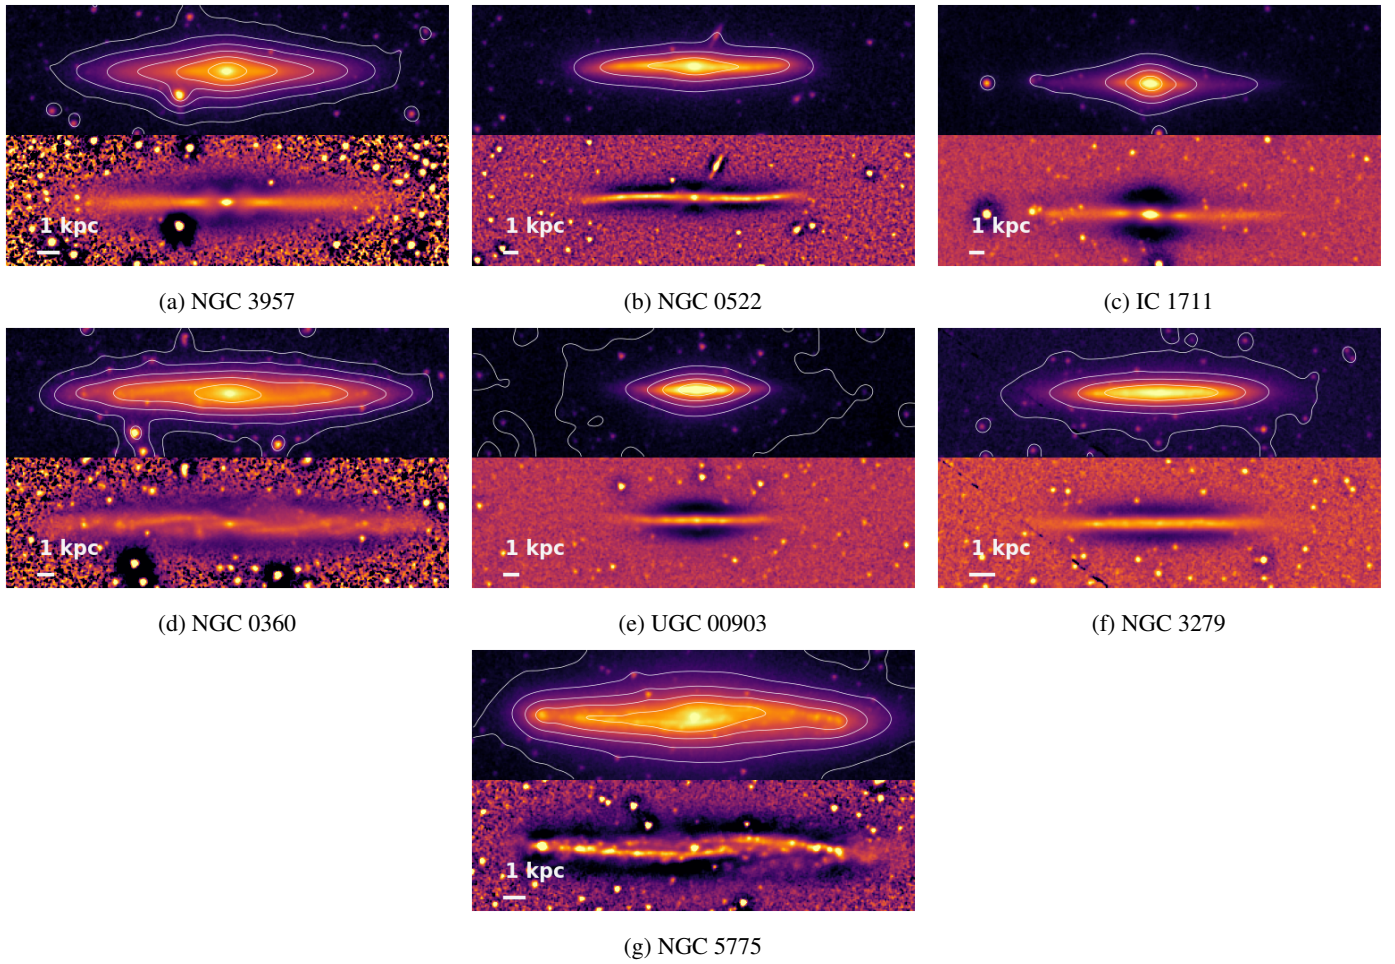 1 kpc
1 kpc
1 kpc
(a) NGC 3957
(b) NGC 0522
(c) IC 1711
1 kpc
1 kpc
1 kpc
(d) NGC 0360
(e) UGC 00903
(f) NGC 3279
1 kpc
(g) NGC 5775